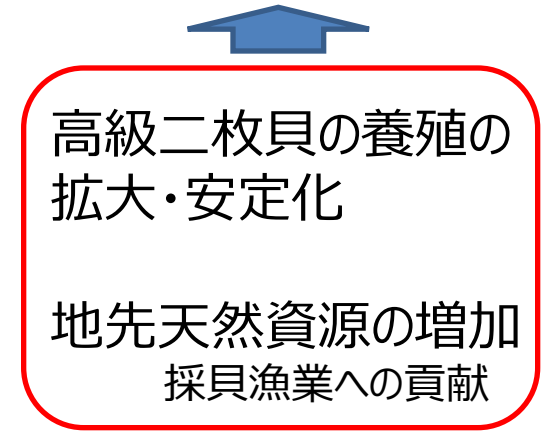 高級二枚貝の養殖の
拡大・安定化
地先天然資源の増加
採貝漁業への貢献